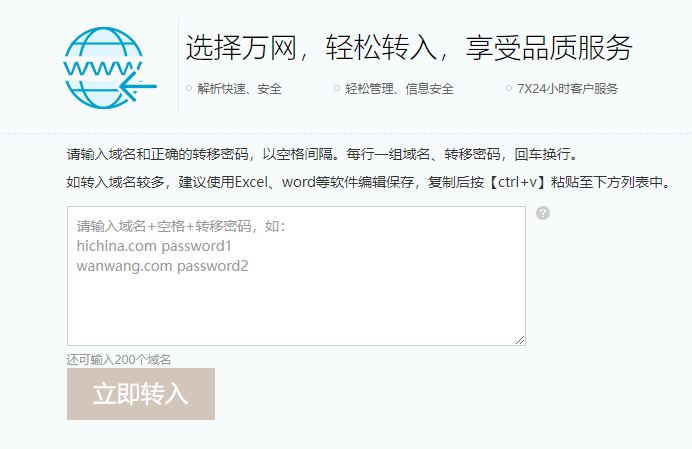 www
选择万网，轻松转入，享受品质服务
解析快速、安全
轻松管理、信息安全
7X24小时客户服务
请输入域名和正确的转移密码，以空格间隔。每行一组域名、转移密码，回车换行。
如转入域名较多，建议使用Excel、word等软件编辑保存，复制后按【ctrl+v】粘贴至下方列表中。
请输入域名+空格+转移密码，如：
hichina.com password1
wanwang.com password2
?
还可输入200个域名
立即转入